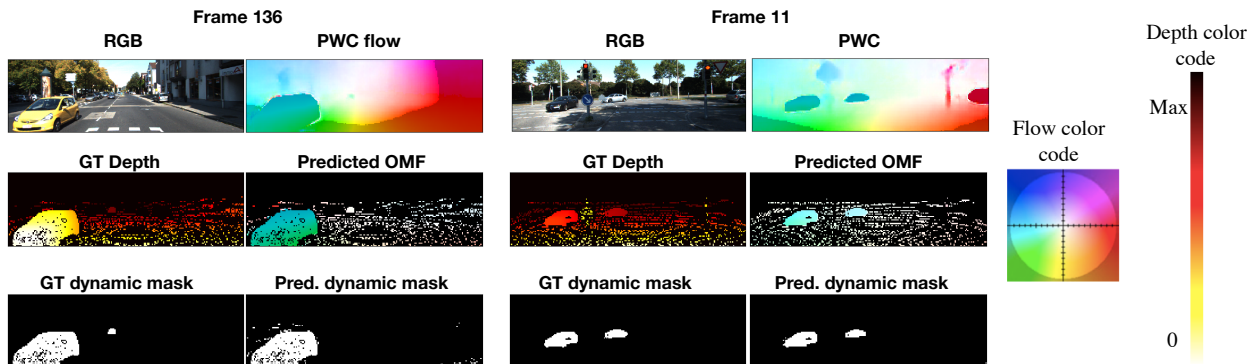 Frame 136
RGB
PWC flow
GT Depth
Predicted OMF
GT dynamic mask
Pred. dynamic mask
Frame 11
RGB
PWC
GT Depth
Predicted OMF
GT dynamic mask
Pred. dynamic mask
Flow color
code
Depth color
code
Max
0